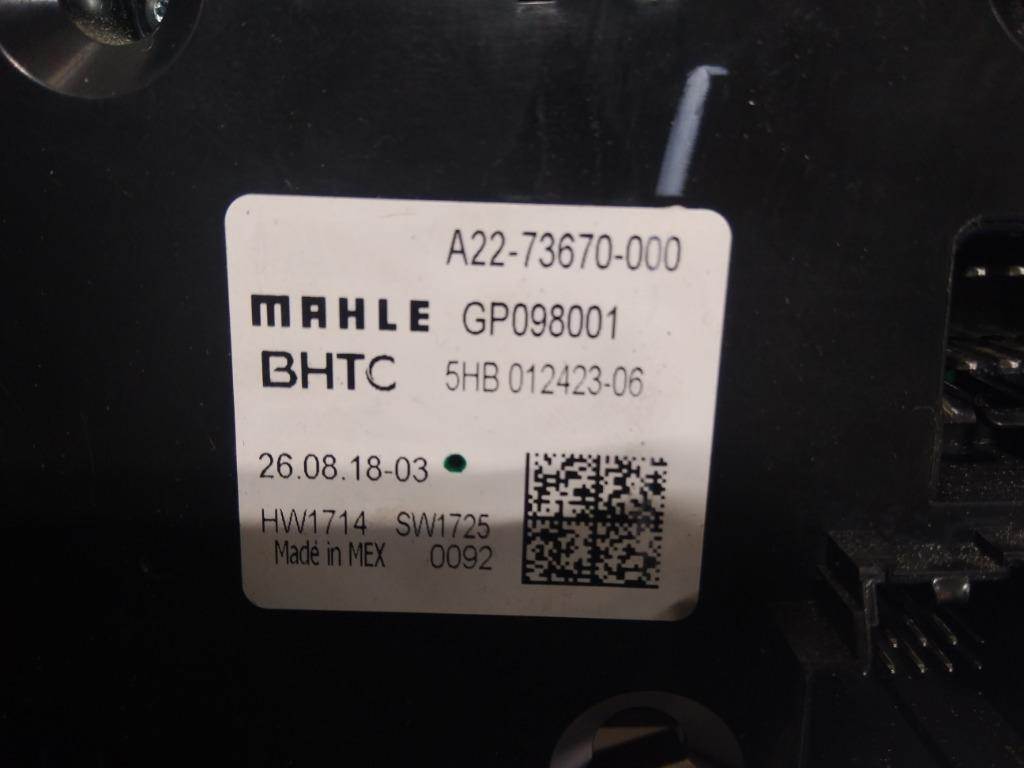 A22-73670-000
MAHLE GP098001
BHTC 5HB 012423-06
26.08.18-03
HW1714 SW1725
Made in MEX 0092